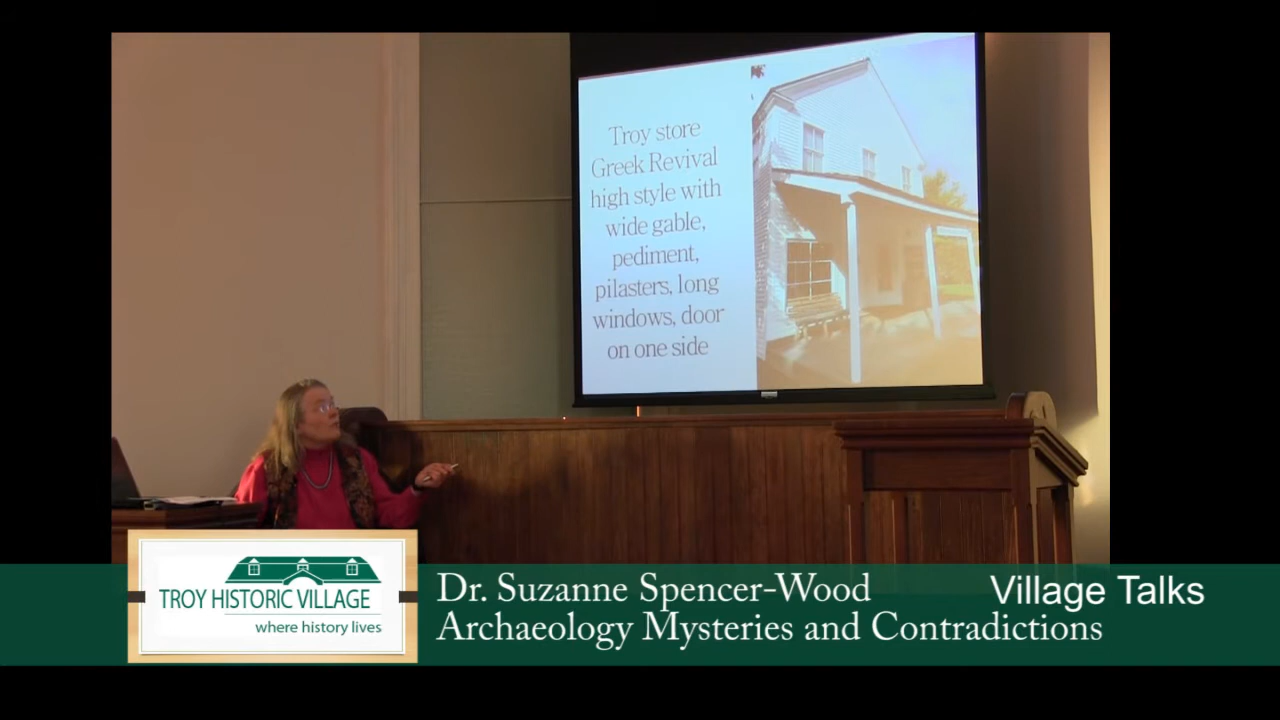 Troy store
Greek Revival
high style with
wide gable,
pediment,
pilasters, long
windows, door
on one side
TROY HISTORIC VILLAGE
where history lives
Dr. Suzanne Spencer-Wood
Archaeology Mysteries and Contradictions
Village Talks